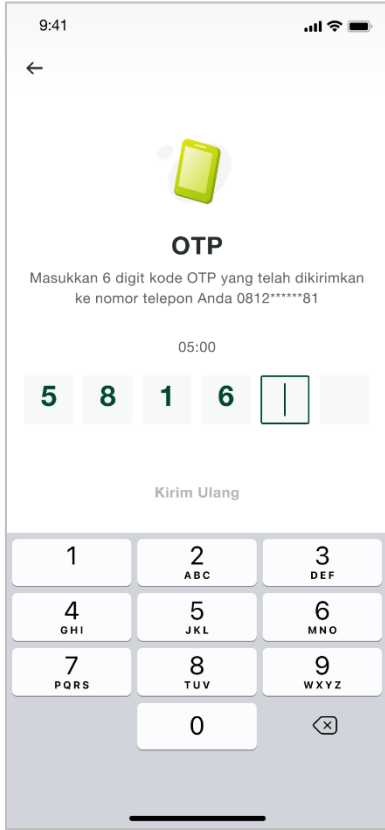 9:41
OTP
Masukkan 6 digit kode OTP yang telah dikirimkan
ke nomor telepon Anda 0812******81
05:00
5 8 1 6
Kirim Ulang
1 2 3
ABC DEF
4 5 6
GHI JKL MNO
7 8 9
PQRS TUV WXYZ
0